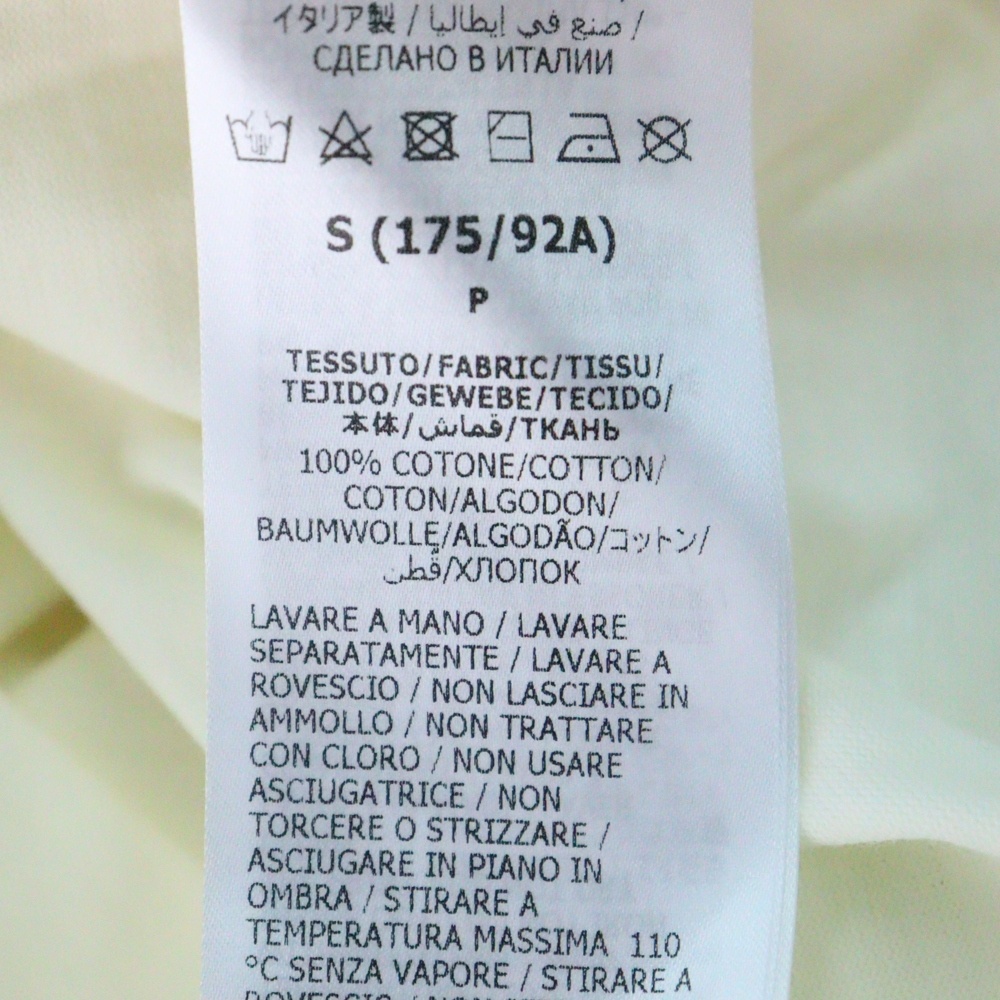 イタリア製 / صنع في إيطاليا /
СДЕЛАНО В ИТАЛИИ
S (175/92A)
P
TESSUTO/FABRIC/TISSU/
TEJIDO/GEWEBE/TECIDO/
本体/قماش/ТКАНЬ
100% COTONE/COTTON/
COTON/ALGODON/
BAUMWOLLE/ALGODÃO/コットン/
قطن/ХЛОПОК
LAVARE A MANO / LAVARE
SEPARATAMENTE / LAVARE A
ROVESCIO / NON LASCIARE IN
AMMOLLO / NON TRATTARE
CON CLORO / NON USARE
ASCIUGATRICE / NON
TORCERE O STRIZZARE /
ASCIUGARE IN PIANO IN
OMBRA / STIRARE A
TEMPERATURA MASSIMA 110
°C SENZA VAPORE / STIRARE A